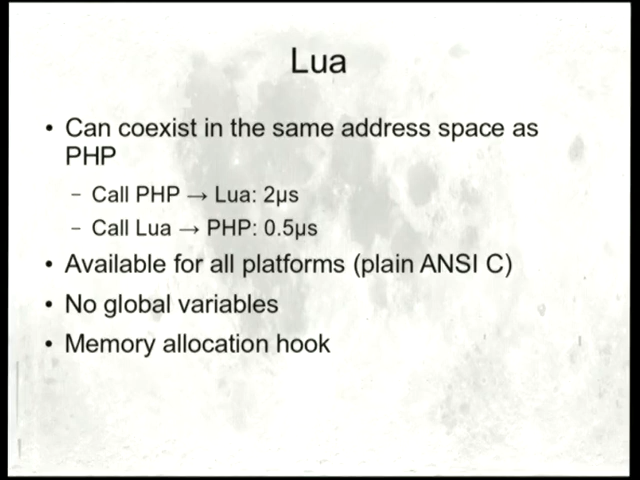 Lua
• Can coexist in the same address space as
PHP
– Call PHP → Lua: 2μs
– Call Lua → PHP: 0.5μs
• Available for all platforms (plain ANSI C)
• No global variables
• Memory allocation hook